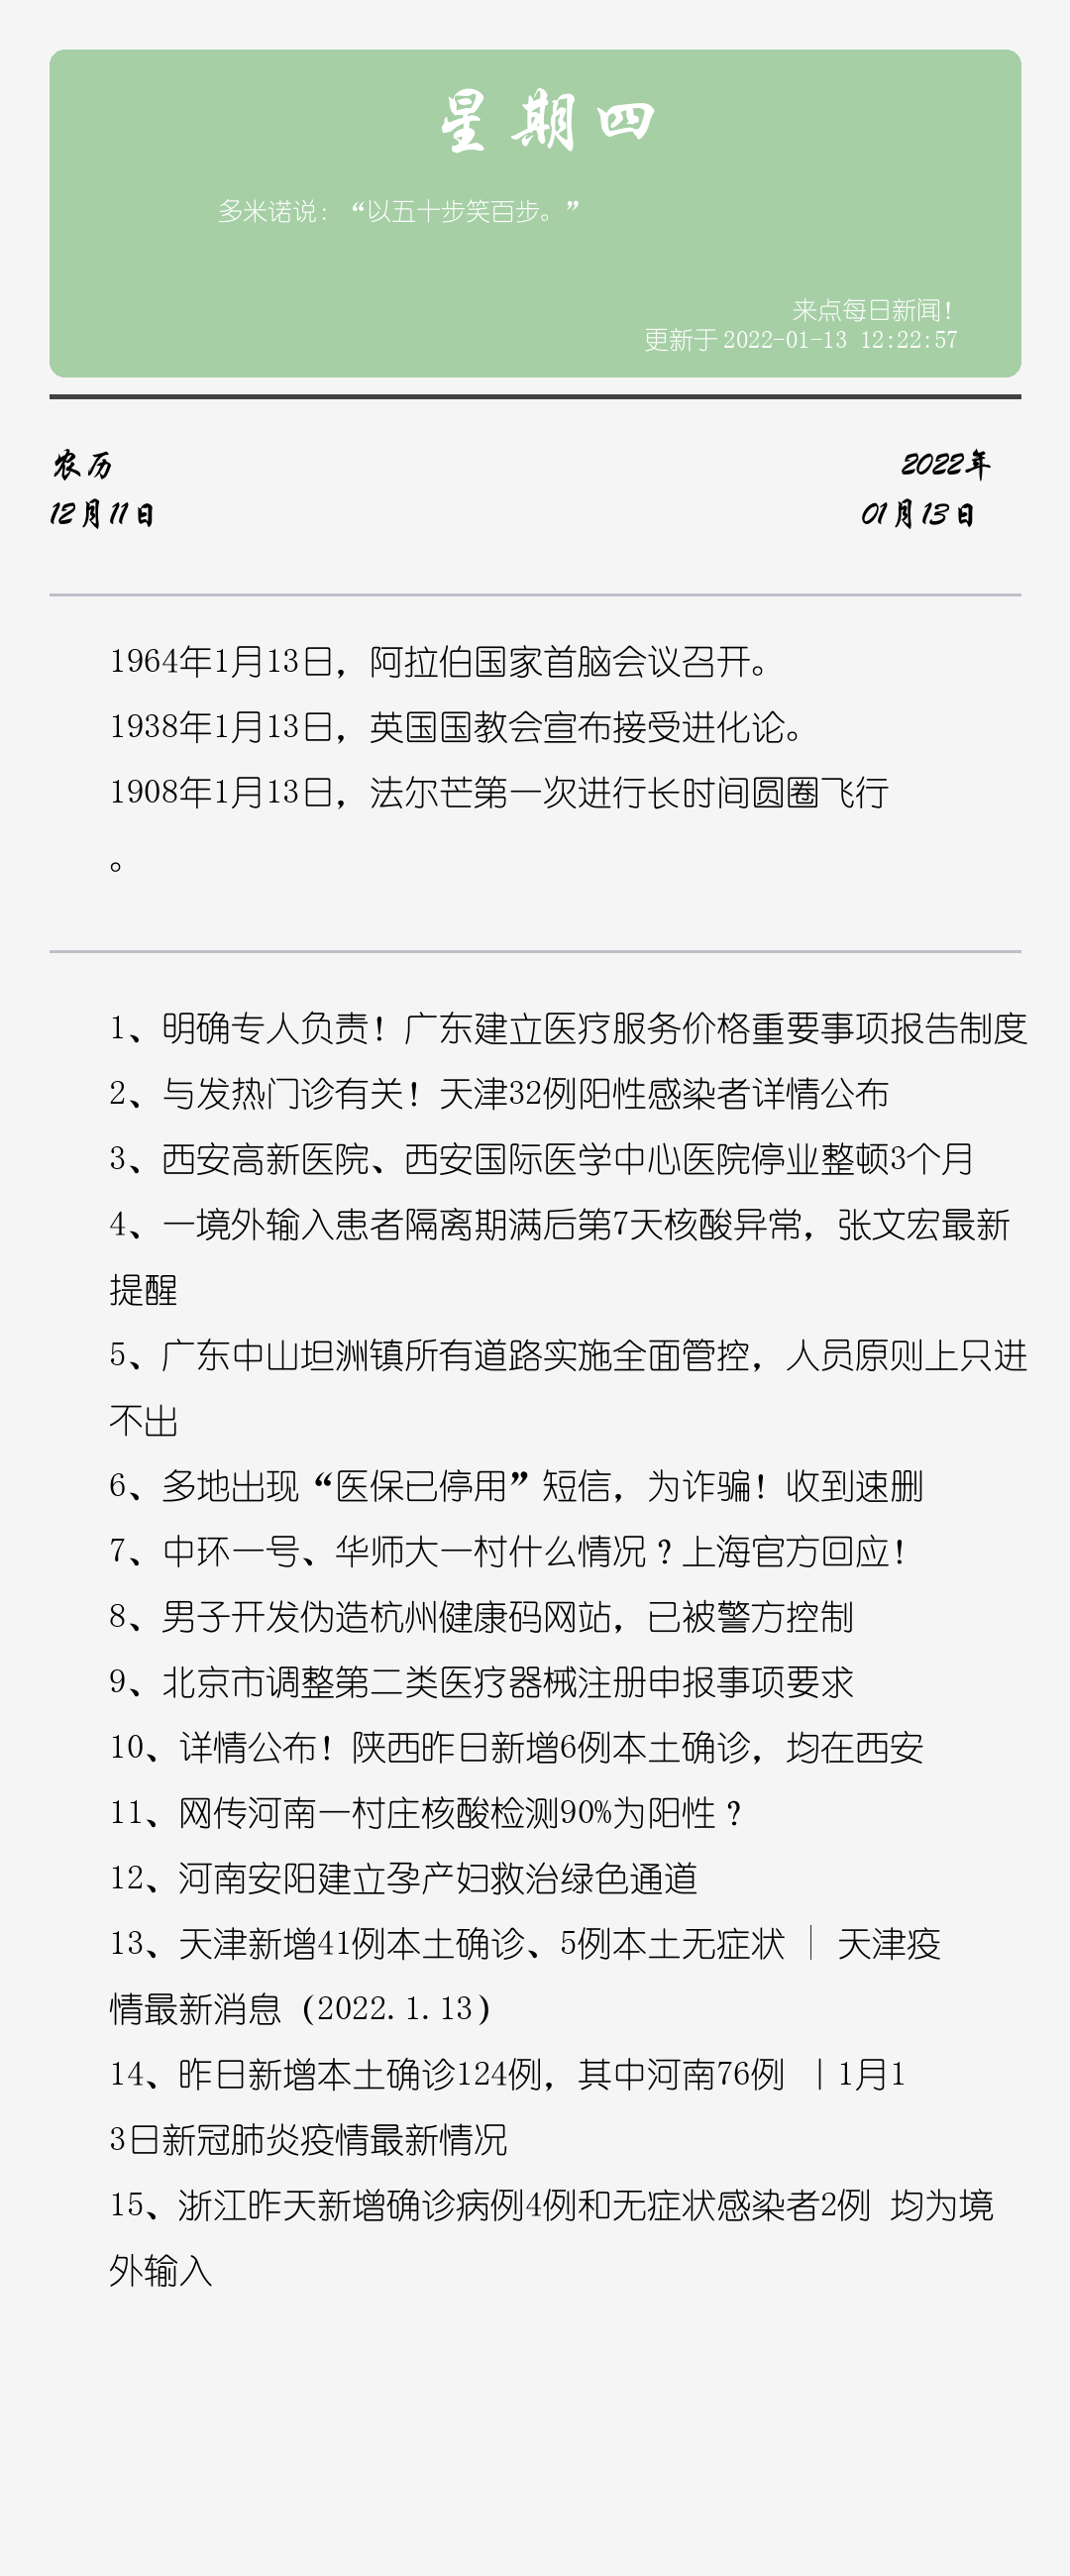 星期四
多米诺说：“以五十步笑百步。”
来点每日新闻！
更新于 2022-01-13 12:22:57
农历
2022年
12月11日
01月13日
1964年1月13日，阿拉伯国家首脑会议召开。
1938年1月13日，英国国教会宣布接受进化论。
1908年1月13日，法尔芒第一次进行长时间圆圈飞行
。
1、明确专人负责！广东建立医疗服务价格重要事项报告制度
2、与发热门诊有关！天津32例阳性感染者详情公布
3、西安高新医院、西安国际医学中心医院停业整顿3个月
4、一境外输入患者隔离期满后第7天核酸异常，张文宏最新
提醒
5、广东中山坦洲镇所有道路实施全面管控，人员原则上只进
不出
6、多地出现“医保已停用”短信，为诈骗！收到速删
7、中环一号、华师大一村什么情况？上海官方回应！
8、男子开发伪造杭州健康码网站，已被警方控制
9、北京市调整第二类医疗器械注册申报事项要求
10、详情公布！陕西昨日新增6例本土确诊，均在西安
11、网传河南一村庄核酸检测90%为阳性？
12、河南安阳建立孕产妇救治绿色通道
13、天津新增41例本土确诊、5例本土无症状 │ 天津疫
情最新消息（2022.1.13）
14、昨日新增本土确诊124例，其中河南76例 丨1月1
3日新冠肺炎疫情最新情况
15、浙江昨天新增确诊病例4例和无症状感染者2例 均为境
外输入